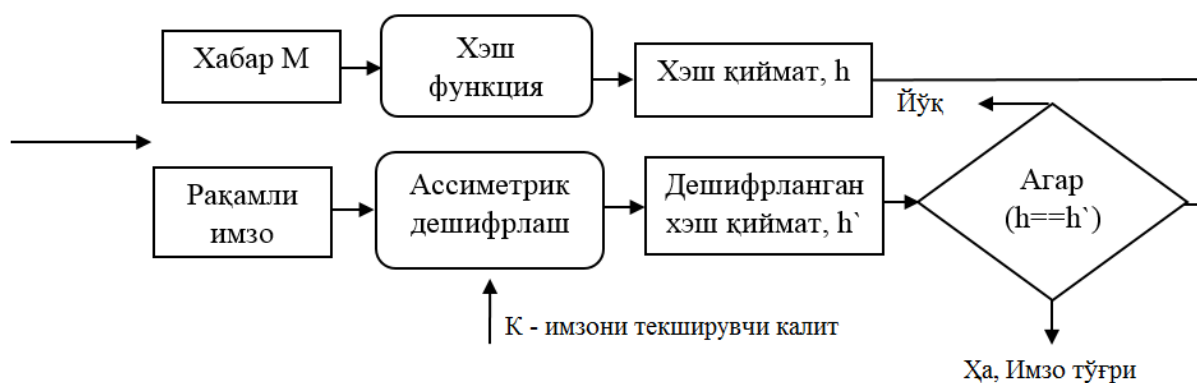 Хабар М
Хэш
функция
Хэш қиймат, h
Йўқ
Рақамли
имзо
Ассиметрик
дешифрлаш
Дешифрланган
хэш қиймат, h`
Агар
(h==h`)
К - имзони текширувчи калит
Ҳа, Имзо тўғри